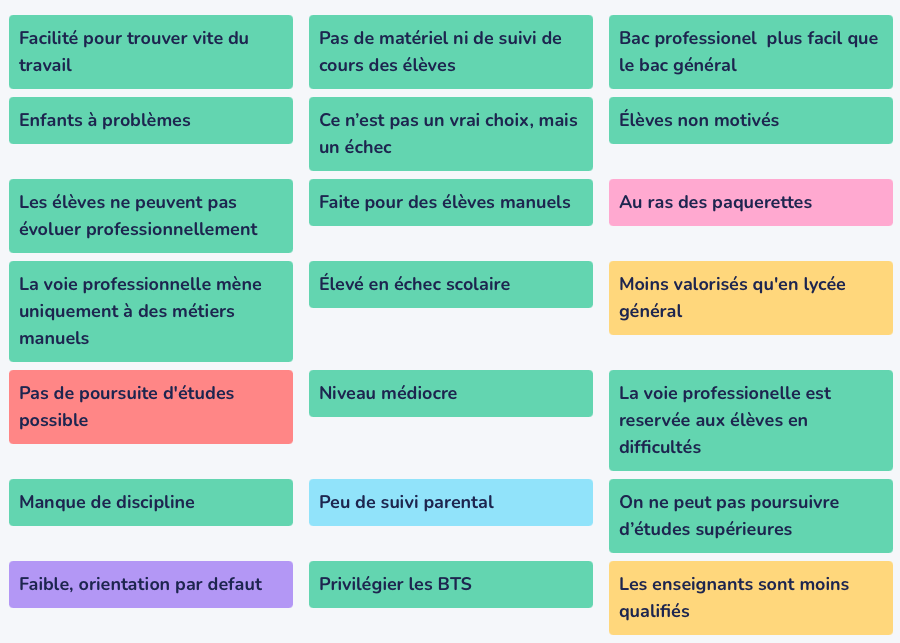 Facilité pour trouver vite du
travail
Pas de matériel ni de suivi de
cours des élèves
Bac professionel  plus facil que
le bac général
Enfants à problèmes
Ce n’est pas un vrai choix, mais
un échec
Élèves non motivés
Les élèves ne peuvent pas
évoluer professionnellement
Faite pour des élèves manuels
Au ras des paquerettes
La voie professionnelle mène
uniquement à des métiers
manuels
Élevé en échec scolaire
Moins valorisés qu'en lycée
général
Pas de poursuite d'études
possible
Niveau médiocre
La voie professionelle est
reservée aux élèves en
difficultés
Manque de discipline
Peu de suivi parental
On ne peut pas poursuivre
d’études supérieures
Faible, orientation par defaut
Privilégier les BTS
Les enseignants sont moins
qualifiés